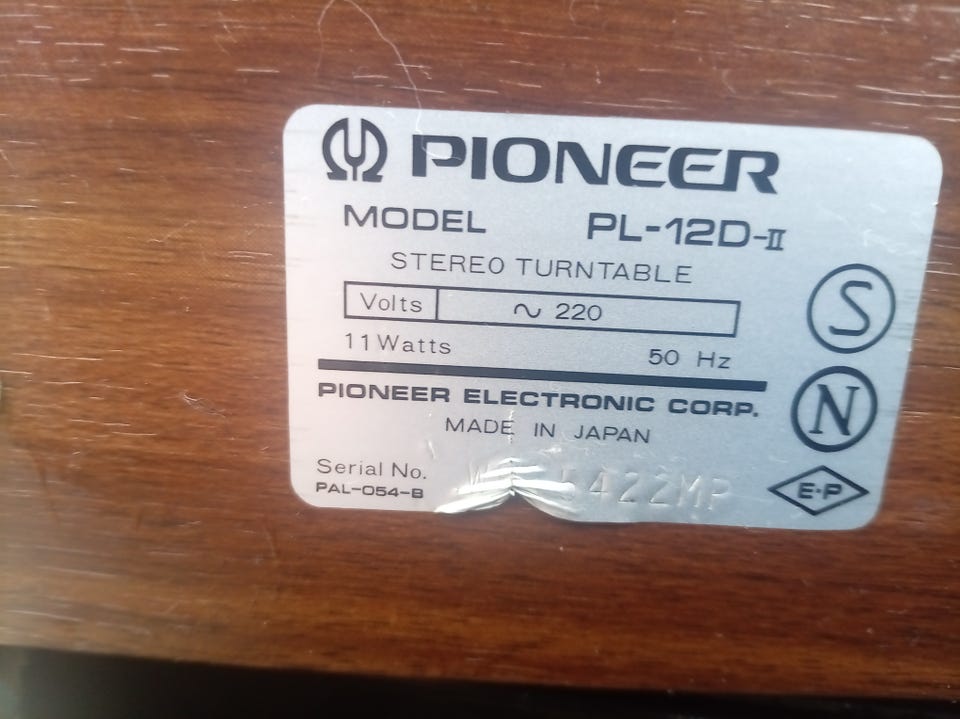 PIONEER
MODEL PL-12D-II
STEREO TURNTABLE
Volts ~ 220
11 Watts 50 Hz
PIONEER ELECTRONIC CORP.
MADE IN JAPAN
Serial No.
PAL-054-B
S
N
E-P